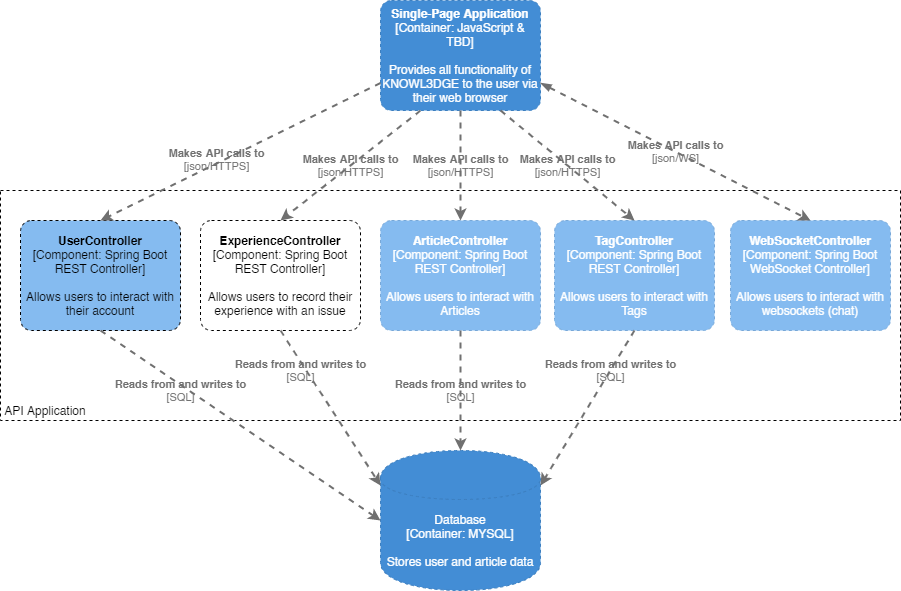 Single-Page Application
[Container: JavaScript &
TBD]
Provides all functionality of
KNOWL3DGE to the user via
their web browser
Makes API calls to
[json/HTTPS]
Makes API calls to
[json/HTTPS]
Makes API calls to
[json/HTTPS]
Makes API calls to
[json/HTTPS]
Makes API calls to
[json/WS]
UserController
[Component: Spring Boot
REST Controller]
Allows users to interact with
their account
ExperienceController
[Component: Spring Boot
REST Controller]
Allows users to record their
experience with an issue
ArticleController
[Component: Spring Boot
REST Controller]
Allows users to interact with
Articles
TagController
[Component: Spring Boot
REST Controller]
Allows users to interact with
Tags
WebSocketController
[Component: Spring Boot
WebSocket Controller]
Allows users to interact with
websockets (chat)
Reads from and writes to
[SQL]
Reads from and writes to
[SQL]
Reads from and writes to
[SQL]
Reads from and writes to
[SQL]
API Application
Database
[Container: MYSQL]
Stores user and article data